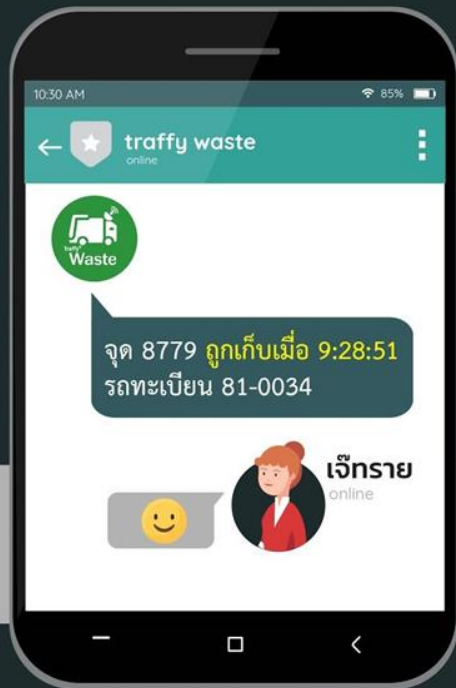 10:30 AM
85%
traffy waste
online
traffy
Waste
จุด 8779 ถูกเก็บเมื่อ 9:28:51
รถทะเบียน 81-0034
เจ๊ทราย
online